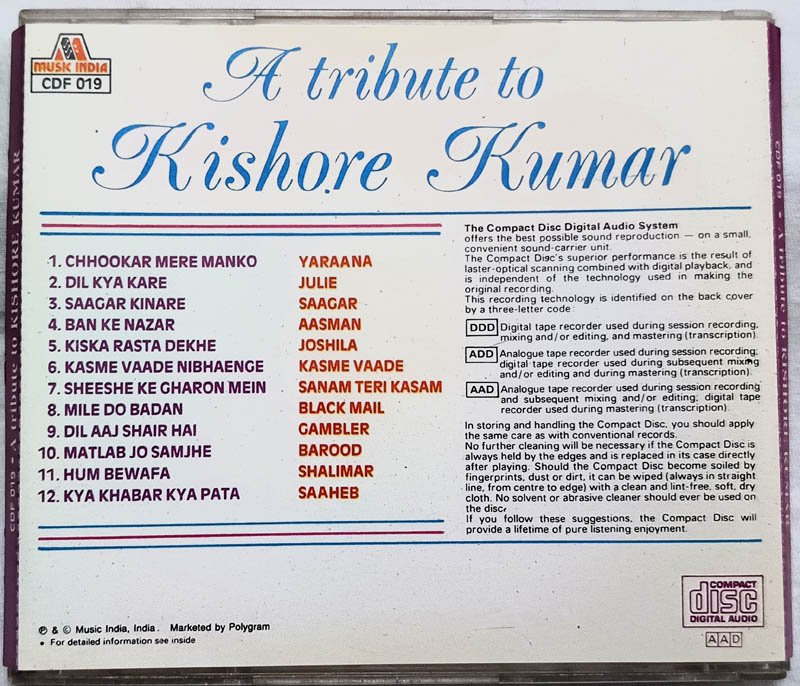 MUSIC INDIA
CDF 019
A tribute to
Kishore Kumar
1. CHHOOKAR MERE MANKO YARAANA
2. DIL KYA KARE JULIE
3. SAAGAR KINARE SAAGAR
4. BAN KE NAZAR AASMAN
5. KISKA RASTA DEKHE JOSHILA
6. KASME VAADE NIBHAENGE KASME VAADE
7. SHEESHE KE GHARON MEIN SANAM TERI KASAM
8. MILE DO BADAN BLACK MAIL
9. DIL AAJ SHAIR HAI GAMBLER
10. MATLAB JO SAMJHE BAROOD
11. HUM BEWAFA SHALIMAR
12. KYA KHABAR KYA PATA SAAHEB
The Compact Disc Digital Audio System
offers the best possible sound reproduction — on a small,
convenient sound-carrier unit.
The Compact Disc's superior performance is the result of
laster-optical scanning combined with digital playback, and
is independent of the technology used in making the
original recording.
This recording technology is identified on the back cover
by a three-letter code:
DDD Digital tape recorder used during session recording,
mixing and/or editing, and mastering (transcription).
ADD Analogue tape recorder used during session recording;
digital tape recorder used during subsequent mixing
and/or editing and during mastering (transcription).
AAD Analogue tape recorder used during session recording
and subsequent mixing and/or editing; digital tape
recorder used during mastering (transcription).
In storing and handling the Compact Disc, you should apply
the same care as with conventional records.
No further cleaning will be necessary if the Compact Disc is
always held by the edges and is replaced in its case directly
after playing. Should the Compact Disc become soiled by
fingerprints, dust or dirt, it can be wiped (always in straight
line, from centre to edge) with a clean and lint-free, soft, dry
cloth. No solvent or abrasive cleaner should ever be used on
the disc.
If you follow these suggestions, the Compact Disc will
provide a lifetime of pure listening enjoyment.
℗ & © Music India, India. Marketed by Polygram
• For detailed information see inside
COMPACT
disc
DIGITAL AUDIO
AAD
CDF 019 • A tribute to KISHORE KUMAR
CDF 019 • A tribute to KISHORE KUMAR